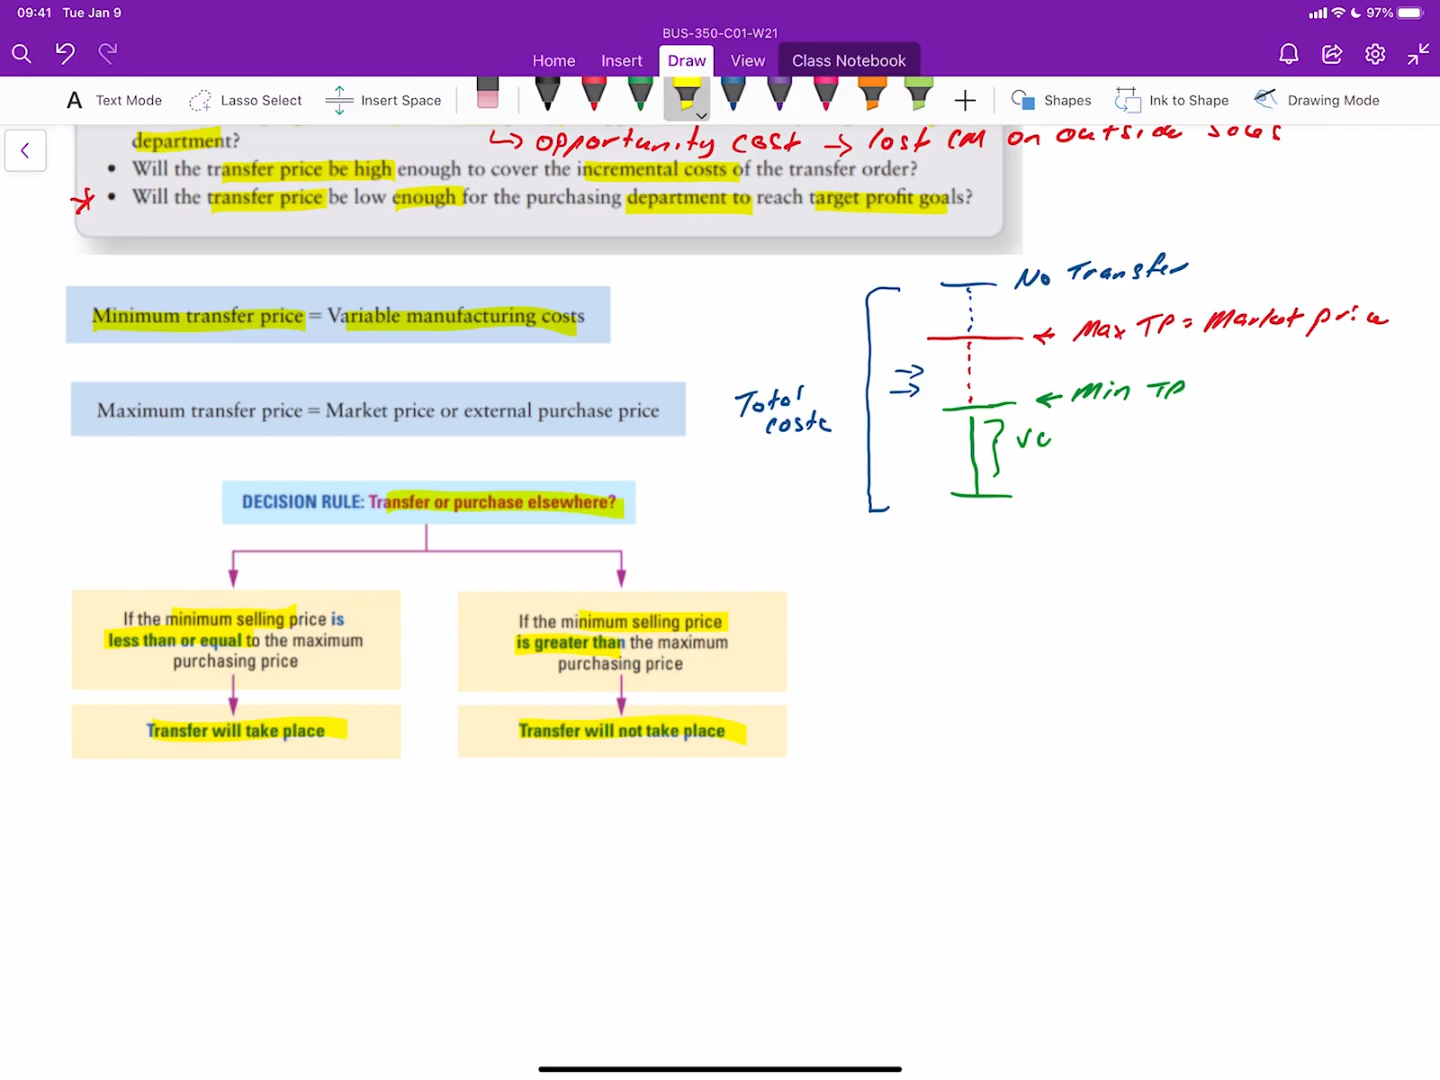 09:41 Tue Jan 9
97%
BUS-350-C01-W21
Home Insert Draw View Class Notebook
A Text Mode Lasso Select Insert Space Shapes Ink to Shape Drawing Mode
department?
↳ opportunity cost → lost CM on outside sales
• Will the transfer price be high enough to cover the incremental costs of the transfer order?
* • Will the transfer price be low enough for the purchasing department to reach target profit goals?
No Transfer
Minimum transfer price = Variable manufacturing costs
← Max TP = Market price
← Min TP
Maximum transfer price = Market price or external purchase price
Total
costs
VC
DECISION RULE: Transfer or purchase elsewhere?
If the minimum selling price is
less than or equal to the maximum
purchasing price
If the minimum selling price
is greater than the maximum
purchasing price
Transfer will take place
Transfer will not take place